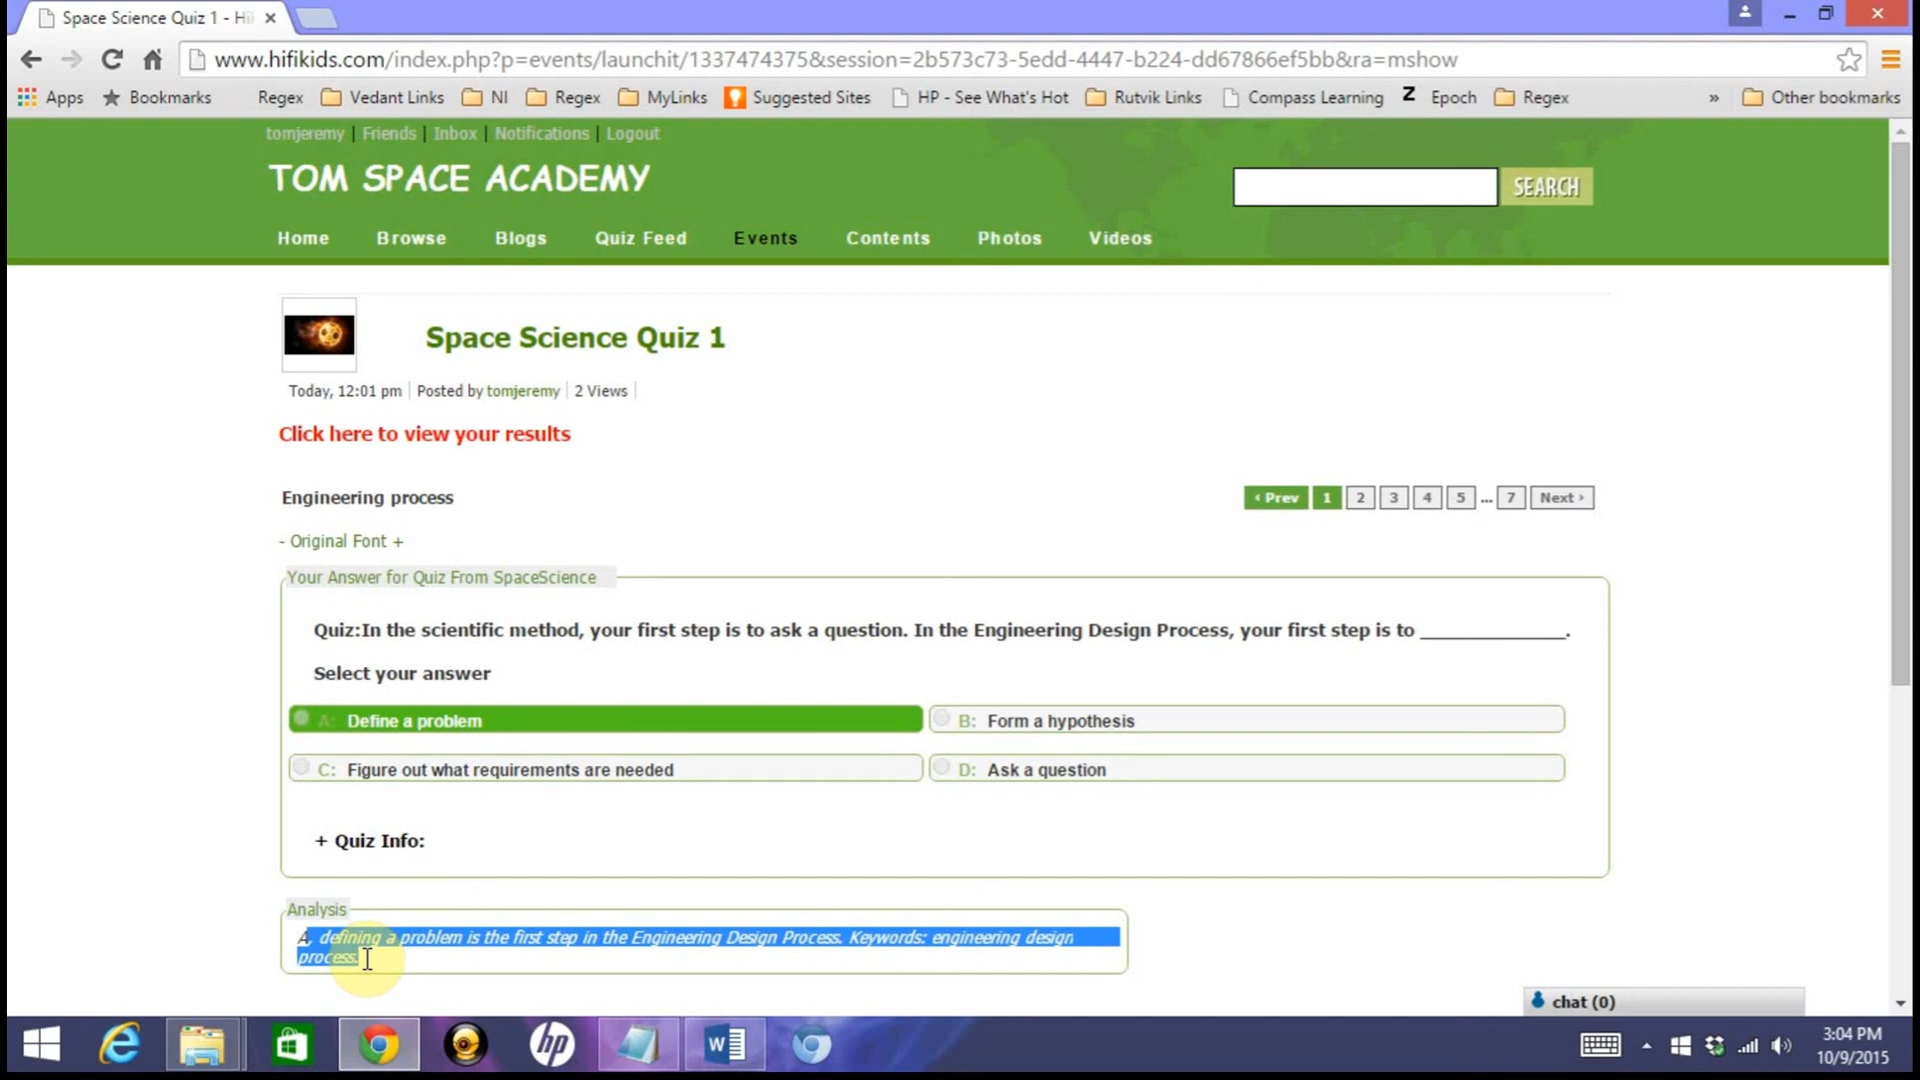 Space Science Quiz 1 - Hi
www.hifikids.com/index.php?p=events/launchit/1337474375&session=2b573c73-5edd-4447-b224-dd67866ef5bb&ra=mshow
Apps Bookmarks Regex Vedant Links NI Regex MyLinks Suggested Sites HP - See What's Hot Rutvik Links Compass Learning Z Epoch Regex » Other bookmarks
tomjeremy | Friends | Inbox | Notifications | Logout
TOM SPACE ACADEMY
SEARCH
Home Browse Blogs Quiz Feed Events Contents Photos Videos
Space Science Quiz 1
Today, 12:01 pm | Posted by tomjeremy | 2 Views |
Click here to view your results
Engineering process
‹ Prev 1 2 3 4 5 ... 7 Next ›
- Original Font +
Your Answer for Quiz From SpaceScience
Quiz:In the scientific method, your first step is to ask a question. In the Engineering Design Process, your first step is to ______________.
Select your answer
A: Define a problem
B: Form a hypothesis
C: Figure out what requirements are needed
D: Ask a question
+ Quiz Info:
Analysis
A, defining a problem is the first step in the Engineering Design Process. Keywords: engineering design
process.
chat (0)
hp
W
3:04 PM
10/9/2015